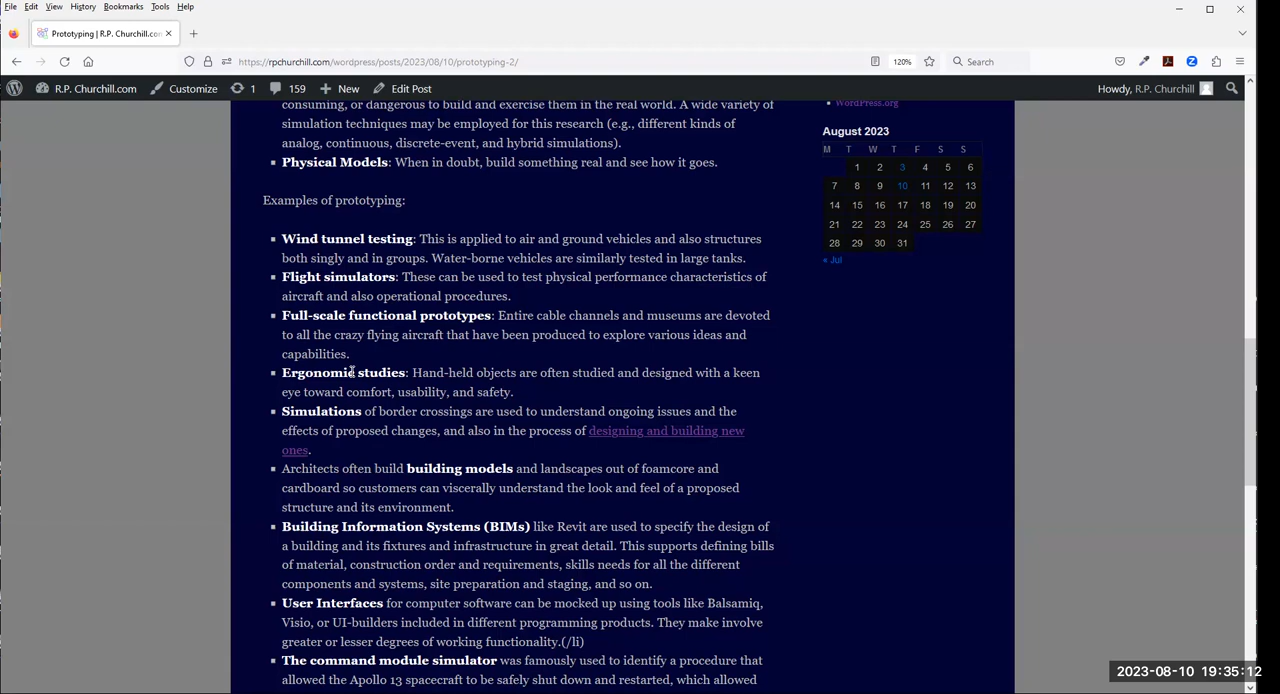 File Edit View History Bookmarks Tools Help
Prototyping | R.P. Churchill.con
https://rpchurchill.com/wordpress/posts/2023/08/10/prototyping-2/ 120% Search
R.P. Churchill Customize 1 159 New Edit Post Howdy, R.P. Churchill
consuming, or dangerous to build and exercise them in the real world. A wide variety of
simulation techniques may be employed for this research (e.g., different kinds of
analog, continuous, discrete-event, and hybrid simulations).
Physical Models: When in doubt, build something real and see how it goes.
Examples of prototyping:
Wind tunnel testing: This is applied to air and ground vehicles and also structures
both singly and in groups. Water-borne vehicles are similarly tested in large tanks.
Flight simulators: These can be used to test physical performance characteristics of
aircraft and also operational procedures.
Full-scale functional prototypes: Entire cable channels and museums are devoted
to all the crazy flying aircraft that have been produced to explore various ideas and
capabilities.
Ergonomic studies: Hand-held objects are often studied and designed with a keen
eye toward comfort, usability, and safety.
Simulations of border crossings are used to understand ongoing issues and the
effects of proposed changes, and also in the process of designing and building new
ones.
Architects often build building models and landscapes out of foamcore and
cardboard so customers can viscerally understand the look and feel of a proposed
structure and its environment.
Building Information Systems (BIMs) like Revit are used to specify the design of
a building and its fixtures and infrastructure in great detail. This supports defining bills
of material, construction order and requirements, skills needs for all the different
components and systems, site preparation and staging, and so on.
User Interfaces for computer software can be mocked up using tools like Balsamiq,
Visio, or UI-builders included in different programming products. They make involve
greater or lesser degrees of working functionality.(/li)
The command module simulator was famously used to identify a procedure that
allowed the Apollo 13 spacecraft to be safely shut down and restarted, which allowed
WordPress.org
August 2023
M T W T F S S
1 2 3 4 5 6
7 8 9 10 11 12 13
14 15 16 17 18 19 20
21 22 23 24 25 26 27
28 29 30 31
« Jul
2023-08-10 19:35:12